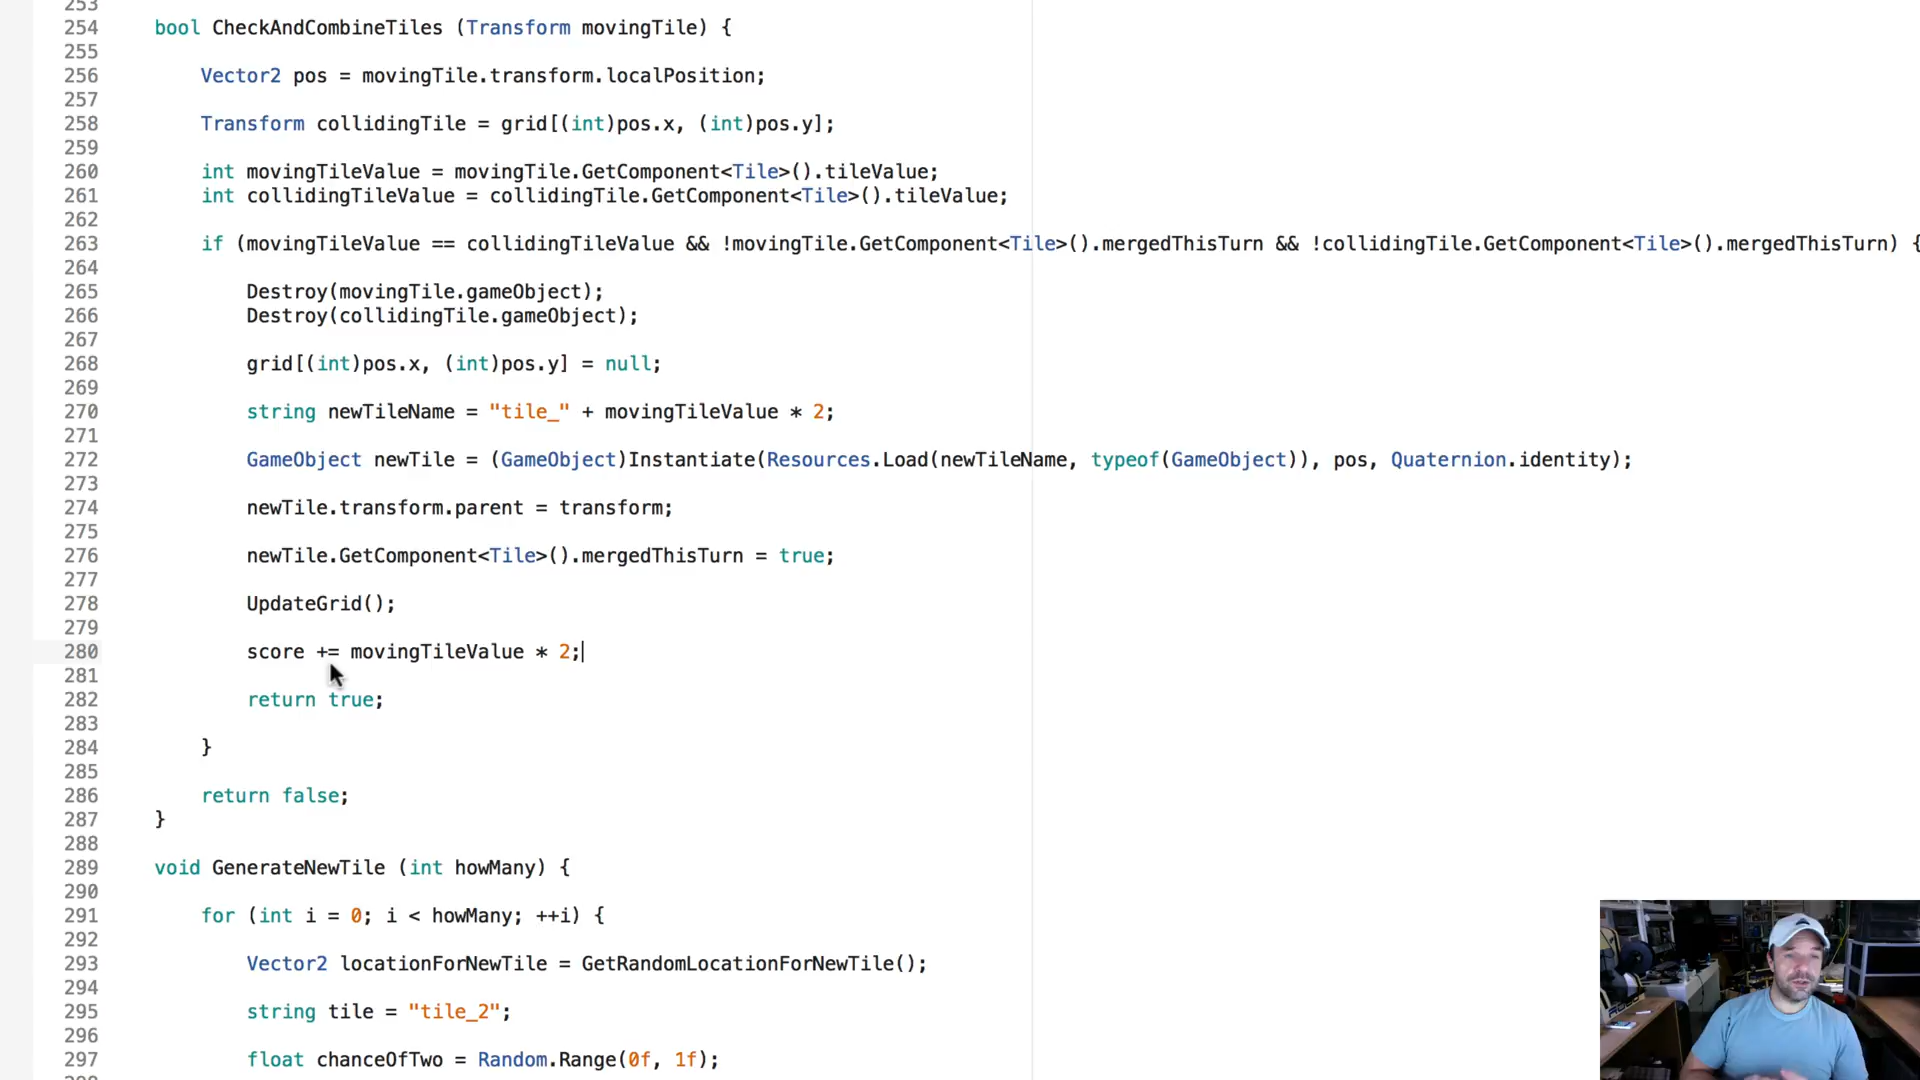 253
254 bool CheckAndCombineTiles (Transform movingTile) {
255
256 Vector2 pos = movingTile.transform.localPosition;
257
258 Transform collidingTile = grid[(int)pos.x, (int)pos.y];
259
260 int movingTileValue = movingTile.GetComponent<Tile>().tileValue;
261 int collidingTileValue = collidingTile.GetComponent<Tile>().tileValue;
262
263 if (movingTileValue == collidingTileValue && !movingTile.GetComponent<Tile>().mergedThisTurn && !collidingTile.GetComponent<Tile>().mergedThisTurn) {
264
265 Destroy(movingTile.gameObject);
266 Destroy(collidingTile.gameObject);
267
268 grid[(int)pos.x, (int)pos.y] = null;
269
270 string newTileName = "tile_" + movingTileValue * 2;
271
272 GameObject newTile = (GameObject)Instantiate(Resources.Load(newTileName, typeof(GameObject)), pos, Quaternion.identity);
273
274 newTile.transform.parent = transform;
275
276 newTile.GetComponent<Tile>().mergedThisTurn = true;
277
278 UpdateGrid();
279
280 score += movingTileValue * 2;
281
282 return true;
283
284 }
285
286 return false;
287 }
288
289 void GenerateNewTile (int howMany) {
290
291 for (int i = 0; i < howMany; ++i) {
292
293 Vector2 locationForNewTile = GetRandomLocationForNewTile();
294
295 string tile = "tile_2";
296
297 float chanceOfTwo = Random.Range(0f, 1f);